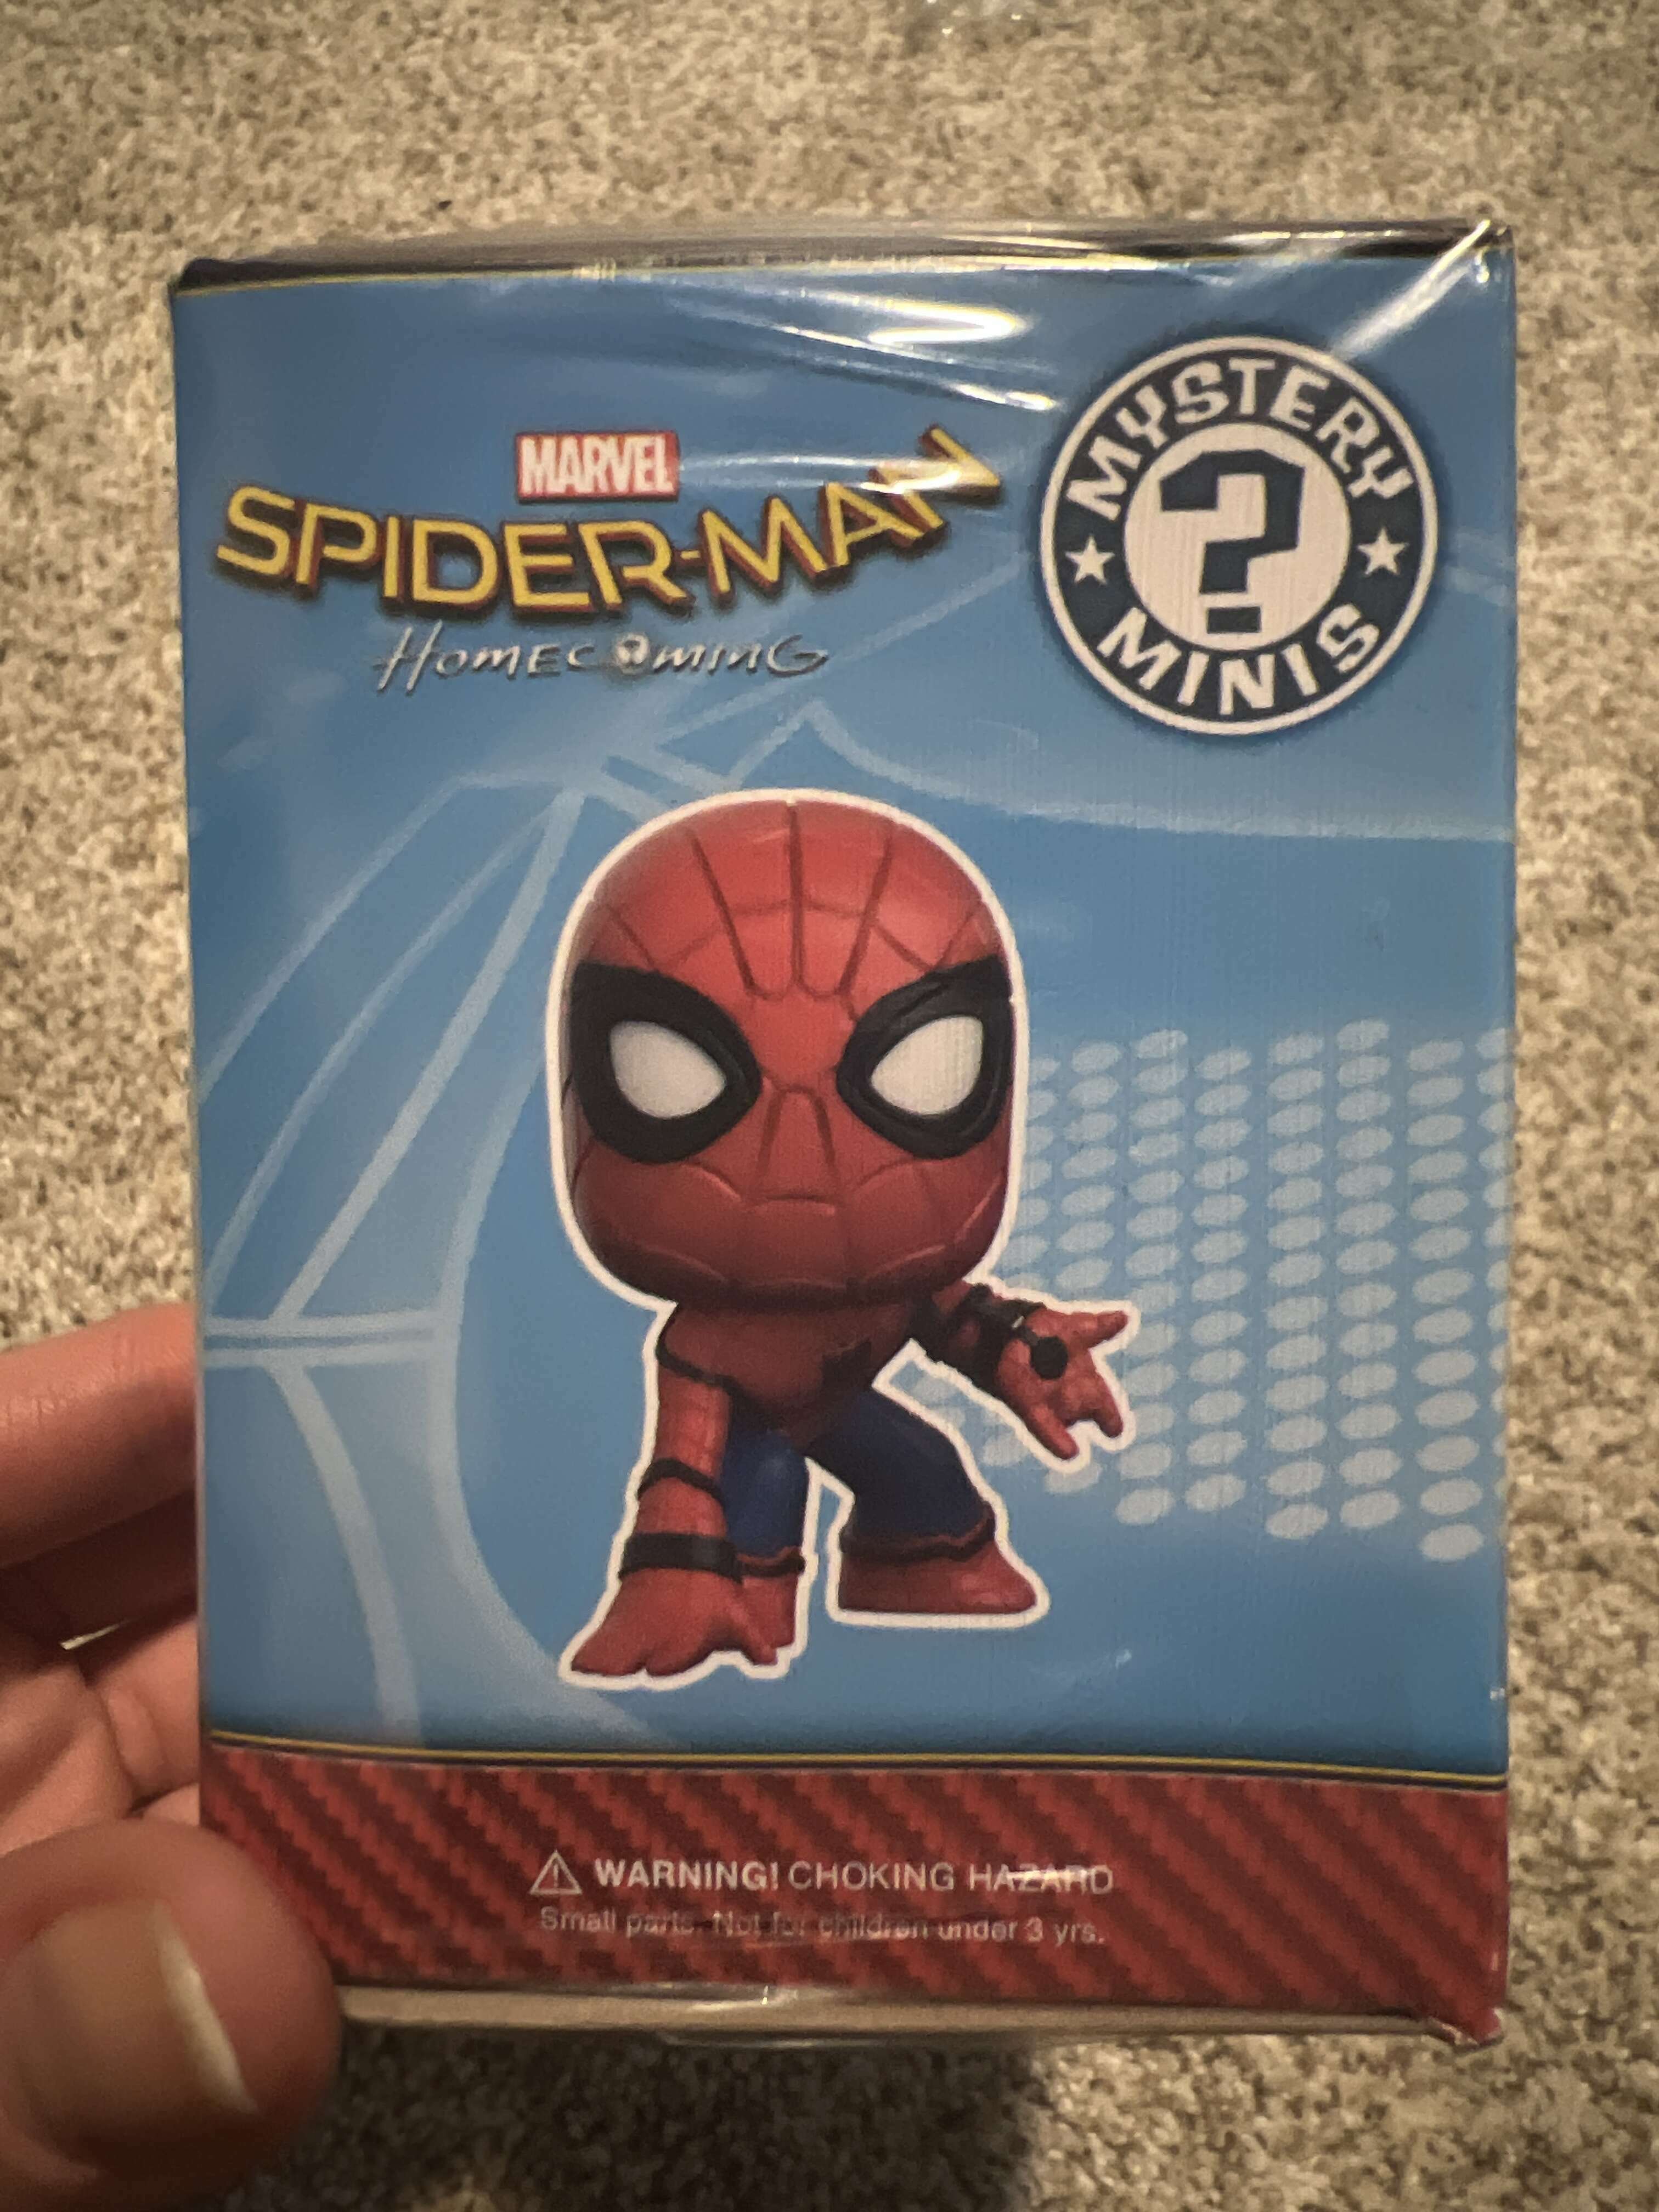 MARVEL
SPIDER-MAN
HOMECOMING
MYSTERY
?
MINIS
WARNING! CHOKING HAZARD
Small parts. Not for children under 3 yrs.